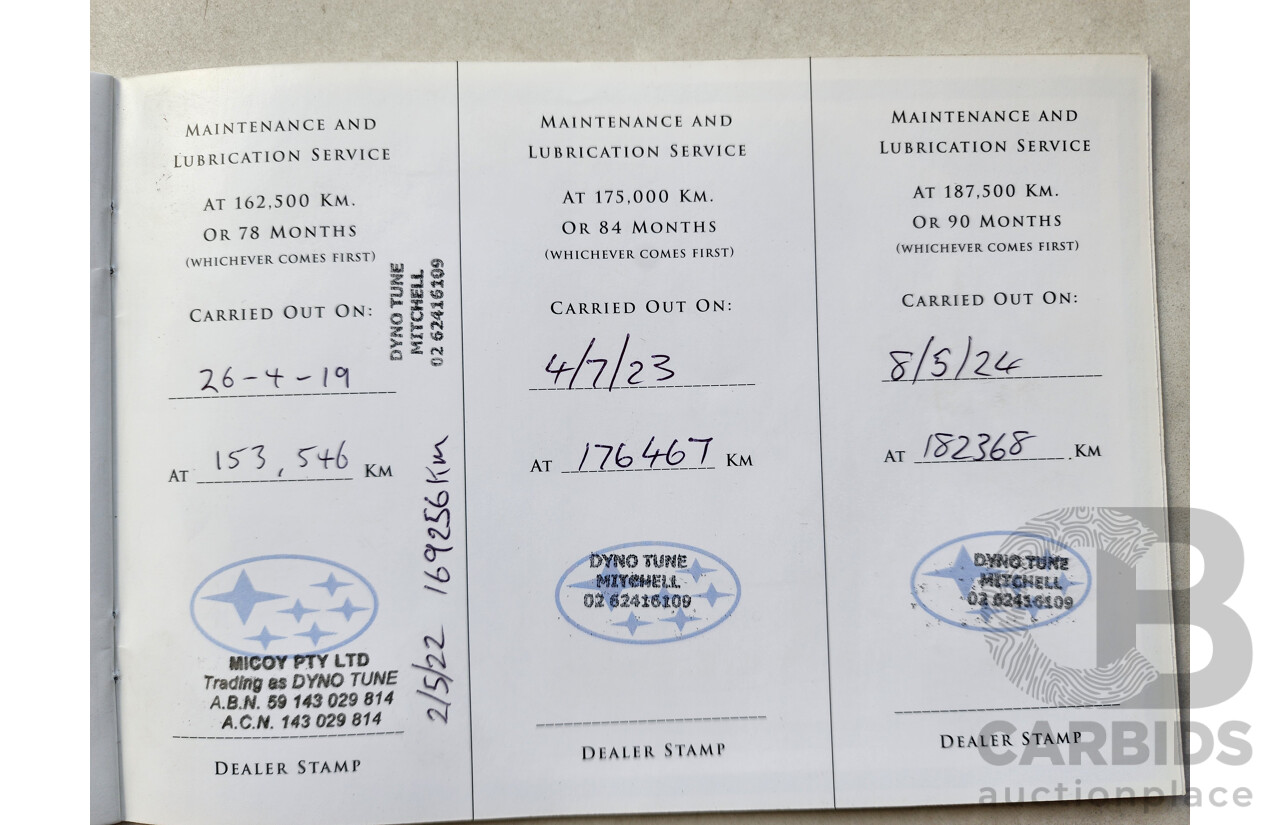 MAINTENANCE AND
LUBRICATION SERVICE
AT 162,500 KM.
OR 78 MONTHS
(WHICHEVER COMES FIRST)
CARRIED OUT ON:
26-4-19
AT 153,546 KM
MICOY PTY LTD
Trading as DYNO TUNE
A.B.N. 59 143 029 814
A.C.N. 143 029 814
DEALER STAMP
DYNO TUNE
MITCHELL
02 62416109
2/5/22 169256 Km
MAINTENANCE AND
LUBRICATION SERVICE
AT 175,000 KM.
OR 84 MONTHS
(WHICHEVER COMES FIRST)
CARRIED OUT ON:
4/7/23
AT 176467 KM
DYNO TUNE
MITCHELL
02 62416109
DEALER STAMP
MAINTENANCE AND
LUBRICATION SERVICE
AT 187,500 KM.
OR 90 MONTHS
(WHICHEVER COMES FIRST)
CARRIED OUT ON:
8/5/24
AT 182368 .KM
DYNO TUNE
MITCHELL
02 62416109
DEALER STAMP
CARBIDS
auctionplace